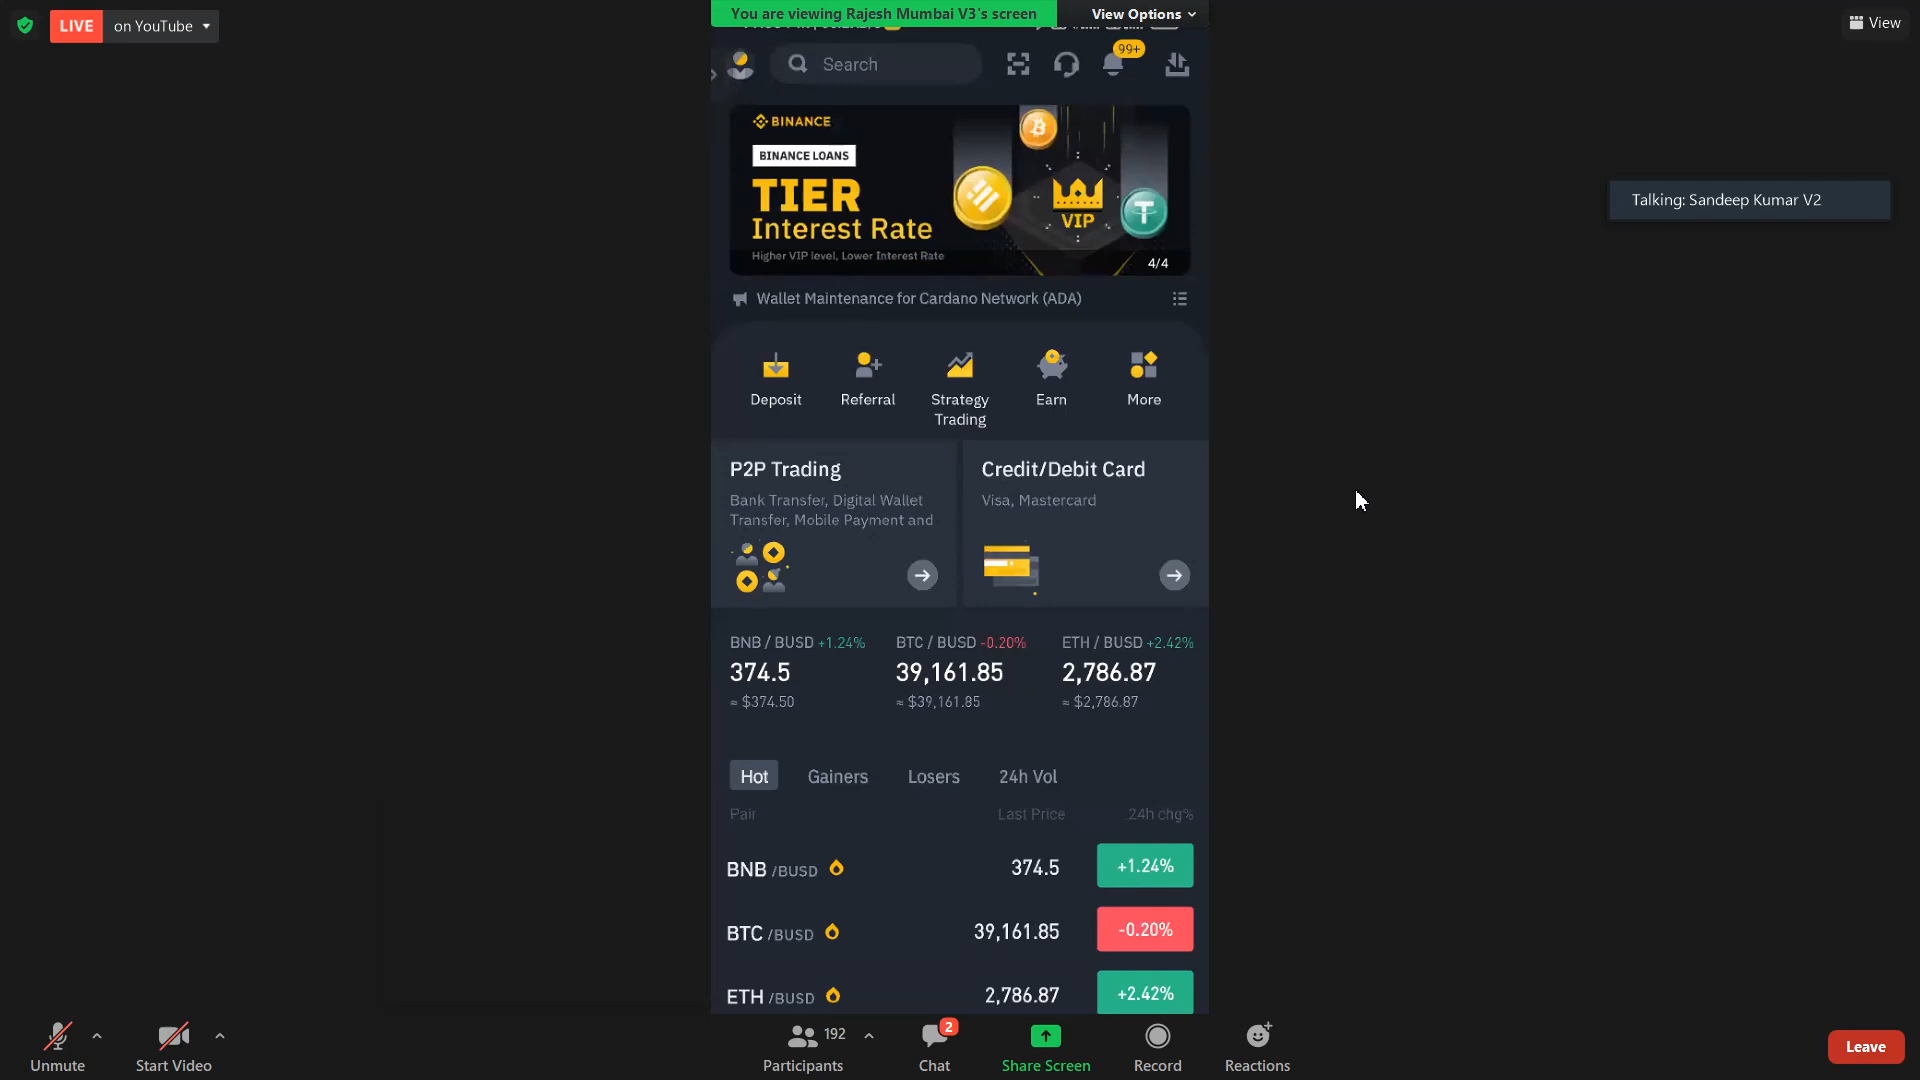 LIVE on YouTube
You are viewing Rajesh Mumbai V3's screen
View Options
View
Search
99+
BINANCE
BINANCE LOANS
TIER
Interest Rate
Higher VIP level, Lower Interest Rate
VIP
4/4
Talking: Sandeep Kumar V2
Wallet Maintenance for Cardano Network (ADA)
Deposit
Referral
Strategy
Trading
Earn
More
P2P Trading
Bank Transfer, Digital Wallet
Transfer, Mobile Payment and
Credit/Debit Card
Visa, Mastercard
BNB / BUSD +1.24%
374.5
≈ $374.50
BTC / BUSD -0.20%
39,161.85
≈ $39,161.85
ETH / BUSD +2.42%
2,786.87
≈ $2,786.87
Hot Gainers Losers 24h Vol
Pair Last Price 24h chg%
BNB /BUSD 374.5 +1.24%
BTC /BUSD 39,161.85 -0.20%
ETH /BUSD 2,786.87 +2.42%
Unmute
Start Video
192
Participants
2
Chat
Share Screen
Record
Reactions
Leave